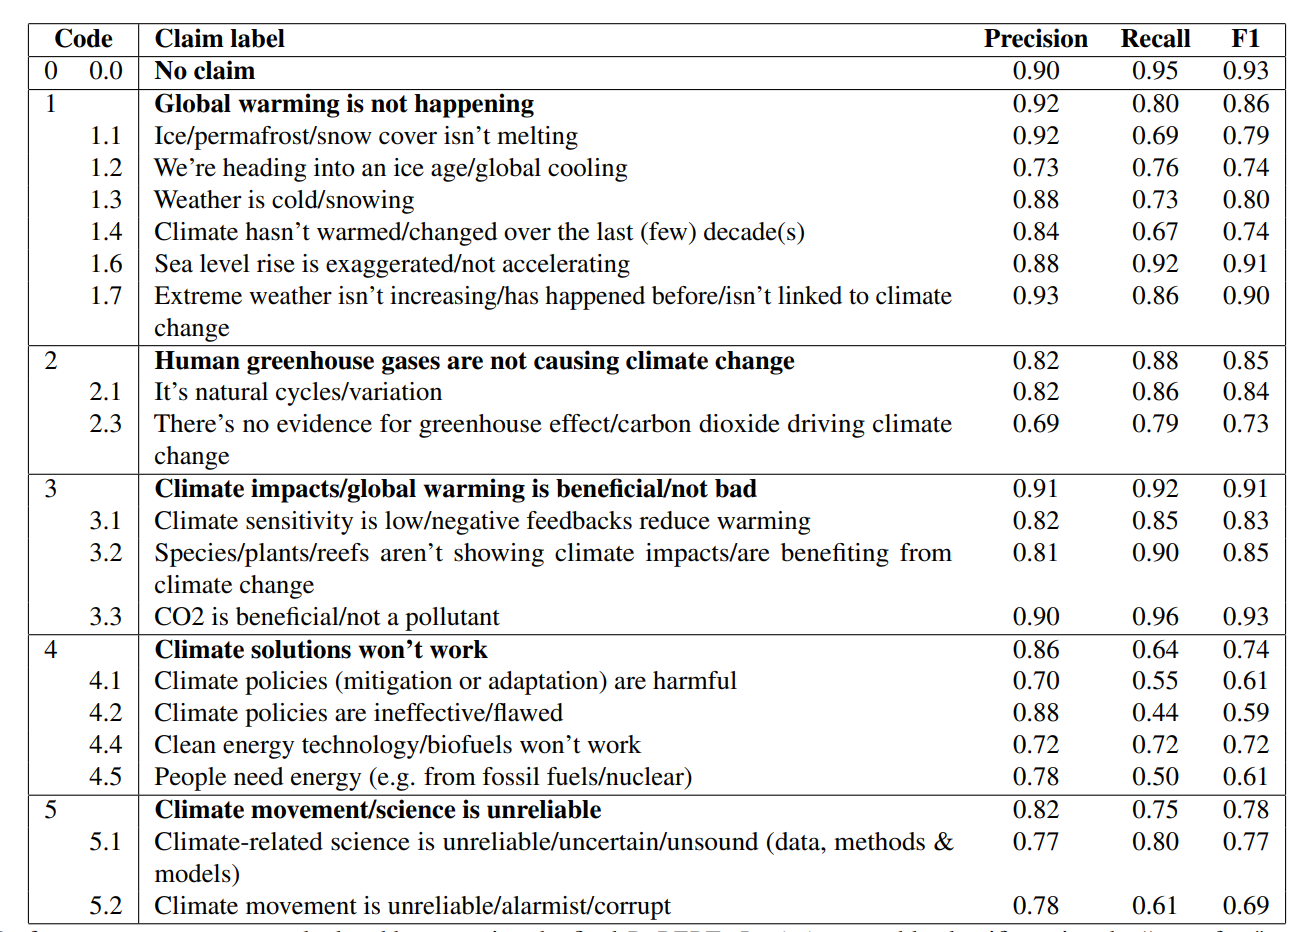 Code Claim label Precision Recall F1
0 0.0 No claim 0.90 0.95 0.93
1 Global warming is not happening 0.92 0.80 0.86
1.1 Ice/permafrost/snow cover isn't melting 0.92 0.69 0.79
1.2 We're heading into an ice age/global cooling 0.73 0.76 0.74
1.3 Weather is cold/snowing 0.88 0.73 0.80
1.4 Climate hasn't warmed/changed over the last (few) decade(s) 0.84 0.67 0.74
1.6 Sea level rise is exaggerated/not accelerating 0.88 0.92 0.91
1.7 Extreme weather isn't increasing/has happened before/isn't linked to climate 0.93 0.86 0.90
change
2 Human greenhouse gases are not causing climate change 0.82 0.88 0.85
2.1 It's natural cycles/variation 0.82 0.86 0.84
2.3 There's no evidence for greenhouse effect/carbon dioxide driving climate 0.69 0.79 0.73
change
3 Climate impacts/global warming is beneficial/not bad 0.91 0.92 0.91
3.1 Climate sensitivity is low/negative feedbacks reduce warming 0.82 0.85 0.83
3.2 Species/plants/reefs aren't showing climate impacts/are benefiting from 0.81 0.90 0.85
climate change
3.3 CO2 is beneficial/not a pollutant 0.90 0.96 0.93
4 Climate solutions won't work 0.86 0.64 0.74
4.1 Climate policies (mitigation or adaptation) are harmful 0.70 0.55 0.61
4.2 Climate policies are ineffective/flawed 0.88 0.44 0.59
4.4 Clean energy technology/biofuels won't work 0.72 0.72 0.72
4.5 People need energy (e.g. from fossil fuels/nuclear) 0.78 0.50 0.61
5 Climate movement/science is unreliable 0.82 0.75 0.78
5.1 Climate-related science is unreliable/uncertain/unsound (data, methods & 0.77 0.80 0.77
models)
5.2 Climate movement is unreliable/alarmist/corrupt 0.78 0.61 0.69